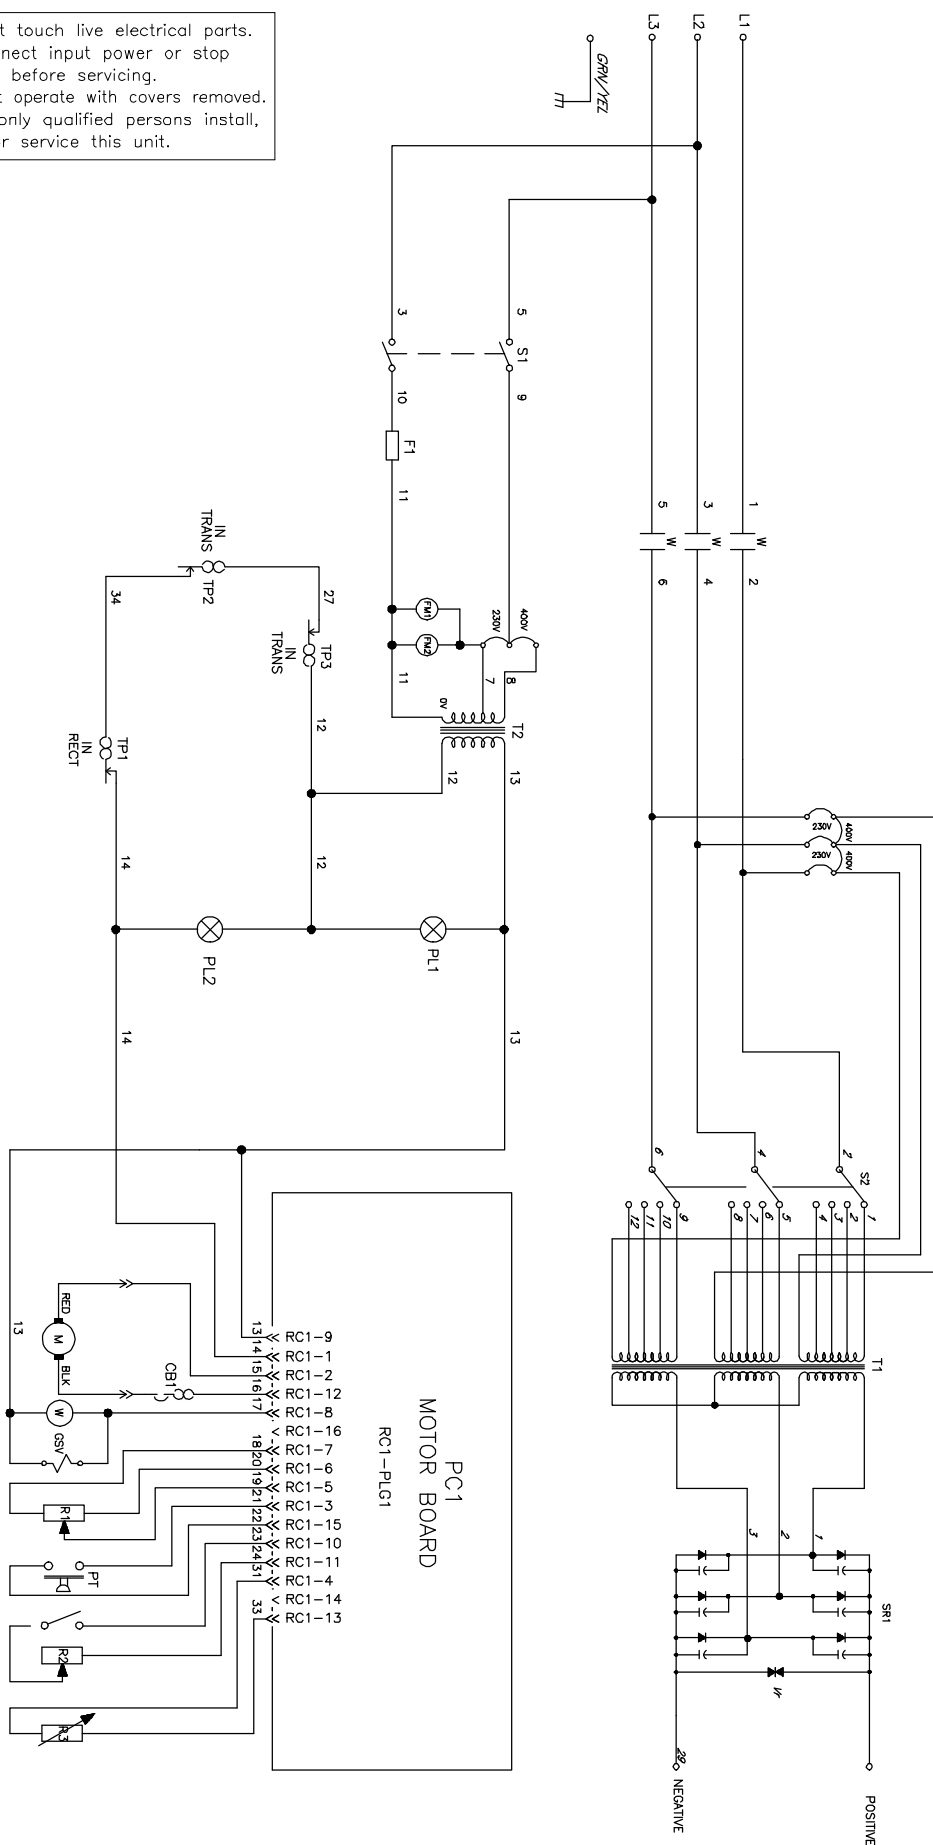 t touch live electrical parts.
nect input power or stop
before servicing.
t operate with covers removed.
only qualified persons install,
r service this unit.
L3
L2
L1
GRN/YEL
3
5
S1
10
9
F1
11
5
3
1
W
W
W
6
4
2
IN
TRANS
TP2
34
27
TP3
IN
TRANS
FM1
FM2
230V
400V
11
7
8
0V
T2
12
12
13
TP1
IN
RECT
230V
400V
230V
400V
14
12
PL2
PL1
14
13
6
4
2
S2
12
11
10
9
8
7
6
5
4
3
2
1
T1
13
RED
M
BLK
CB1
W
GSV
13
RC1-9
14
RC1-1
15
RC1-2
16
RC1-12
17
RC1-8
RC1-16
18
RC1-7
20
RC1-6
19
RC1-5
21
RC1-3
22
RC1-15
23
RC1-10
24
RC1-11
31
RC1-4
RC1-14
33
RC1-13
PC1
MOTOR BOARD
RC1-PLG1
R1
PT
R2
R3
3
2
1
SR1
29
NEGATIVE
POSITIVE